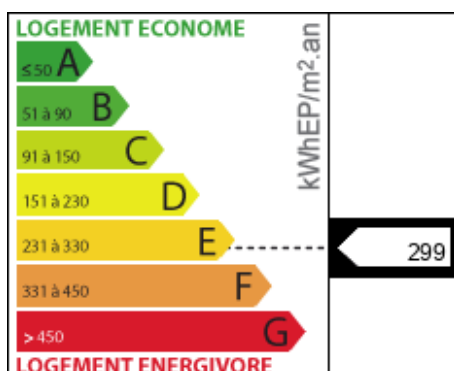 LOGEMENT ECONOME
≤ 50 A
51 à 90 B
91 à 150 C
151 à 230 D
231 à 330 E
331 à 450 F
> 450 G
LOGEMENT ENERGIVORE
kWhEP/m².an
299